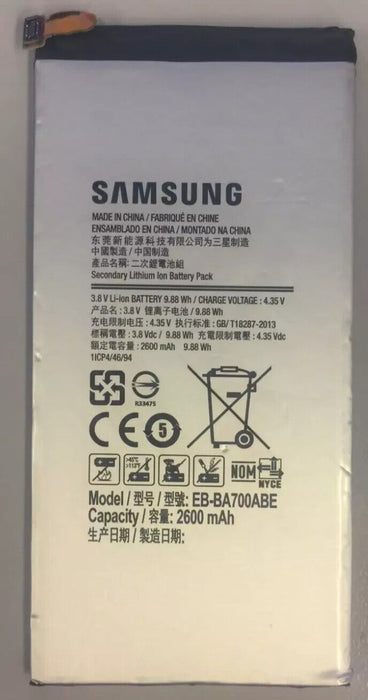 SAMSUNG
MADE IN CHINA / FABRIQUÉ EN CHINE
ENSAMBLADO EN CHINA / MONTADO NA CHINA
东莞新能源科技有限公司为三星制造
中國製造 / 中国制造
產品名稱: 二次鋰電池組
Secondary Lithium Ion Battery Pack
3.8 V Li-ion BATTERY 9.88 Wh / CHARGE VOLTAGE : 4.35 V
产品名 : 3.8 V 锂离子电池 / 9.88 Wh
充电限制电压 : 4.35 V 执行标准 : GB/T18287-2013
標稱電壓 : 3.8 Vdc / 9.88 Wh 充電限制電壓 : 4.35 Vdc
額定電容量 : 2600 mAh 9.88 Wh
1ICP4/46/94
R33475
CE 5
>45°C
>113°F
NOM
NYCE
Model / 型号 / 型號: EB-BA700ABE
Capacity / 容量: 2600 mAh
生产日期 / 製造日期: